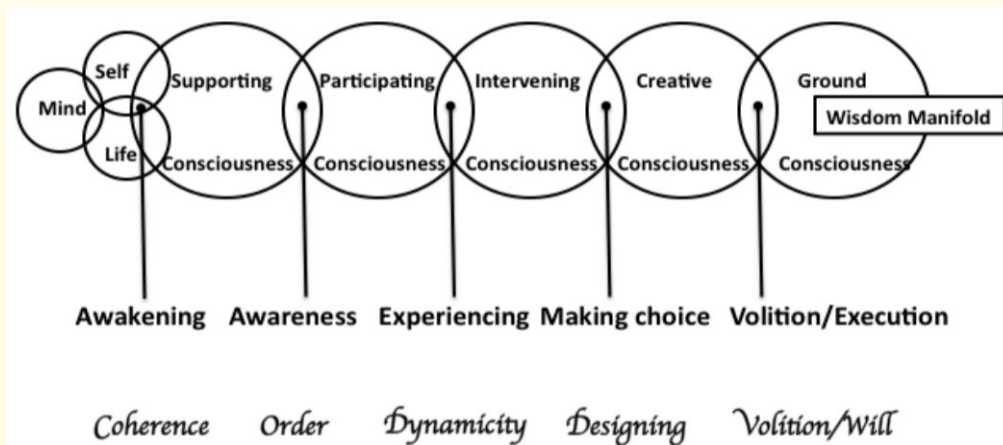 Self
Mind
Life
Supporting Participating Intervening Creative Ground
Wisdom Manifold
Consciousness Consciousness Consciousness Consciousness Consciousness
Awakening Awareness Experiencing Making choice Volition/Execution
Coherence Order Dynamicity Designing Volition/Will